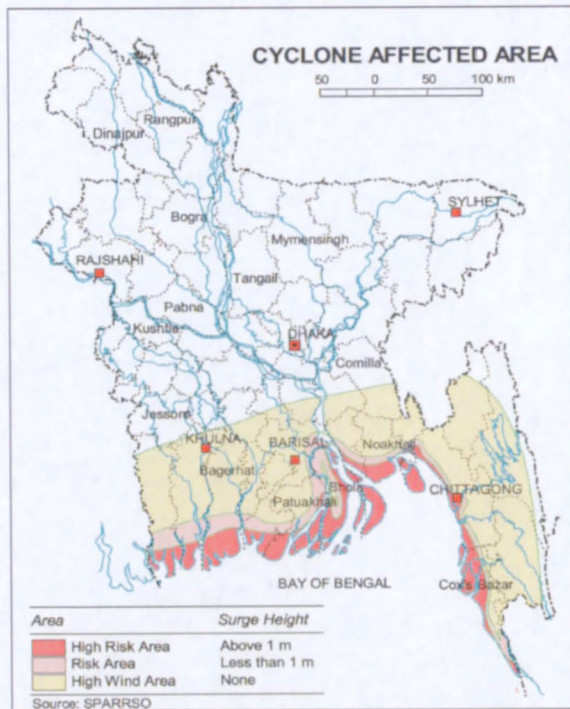 CYCLONE AFFECTED AREA
50 0 50 100 km
Rangpur
Dinajpur
SYLHET
Bogra
Mymensingh
RAJSHAHI
Tangail
Pabna
Kushtia
DHAKA
Comilla
Jessore
KRULNA
BARISAL
Noakhali
Bagerhat
Bhola
Patuakhali
CHITTAGONG
BAY OF BENGAL
Cox's Bazar
Area Surge Height
High Risk Area Above 1 m
Risk Area Less than 1 m
High Wind Area None
Source: SPARRSO